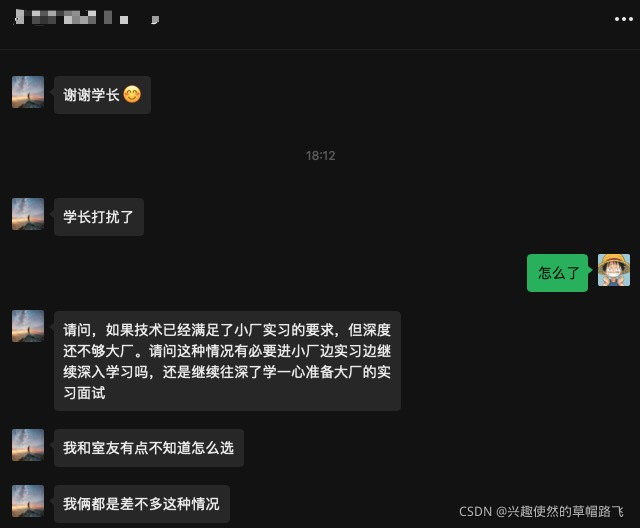 谢谢学长😊
18:12
学长打扰了
怎么了
请问，如果技术已经满足了小厂实习的要求，但深度
还不够大厂。请问这种情况有必要进小厂边实习边继
续深入学习吗，还是继续往深了学一心准备大厂的实
习面试
我和室友有点不知道怎么选
我俩都是差不多这种情况
CSDN @兴趣使然的草帽路飞